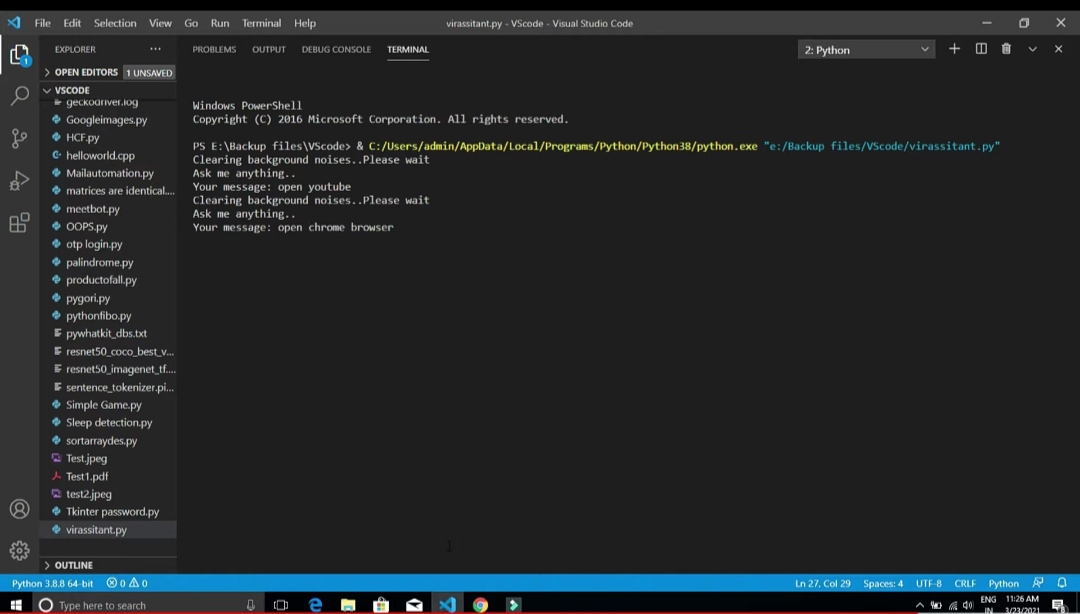 File Edit Selection View Go Run Terminal Help
virassitant.py - VScode - Visual Studio Code
EXPLORER
PROBLEMS OUTPUT DEBUG CONSOLE TERMINAL
2: Python
OPEN EDITORS 1 UNSAVED
VSCODE
geckodriver.log
Googleimages.py
HCF.py
helloworld.cpp
Mailautomation.py
matrices are identical....
meetbot.py
OOPS.py
otp login.py
palindrome.py
productofall.py
pygori.py
pythonfibo.py
pywhatkit_dbs.txt
resnet50_coco_best_v...
resnet50_imagenet_tf....
sentence_tokenizer.pi...
Simple Game.py
Sleep detection.py
sortarraydes.py
Test.jpeg
Test1.pdf
test2.jpeg
Tkinter password.py
virassitant.py
OUTLINE
Windows PowerShell
Copyright (C) 2016 Microsoft Corporation. All rights reserved.
PS E:\Backup files\VScode> & C:/Users/admin/AppData/Local/Programs/Python/Python38/python.exe "e:/Backup files/VScode/virassitant.py"
Clearing background noises..Please wait
Ask me anything..
Your message: open youtube
Clearing background noises..Please wait
Ask me anything..
Your message: open chrome browser
1
Python 3.8.8 64-bit 0 0
Ln 27, Col 29 Spaces: 4 UTF-8 CRLF Python
Type here to search
ENG 11:26 AM
IN 3/3/2021
8